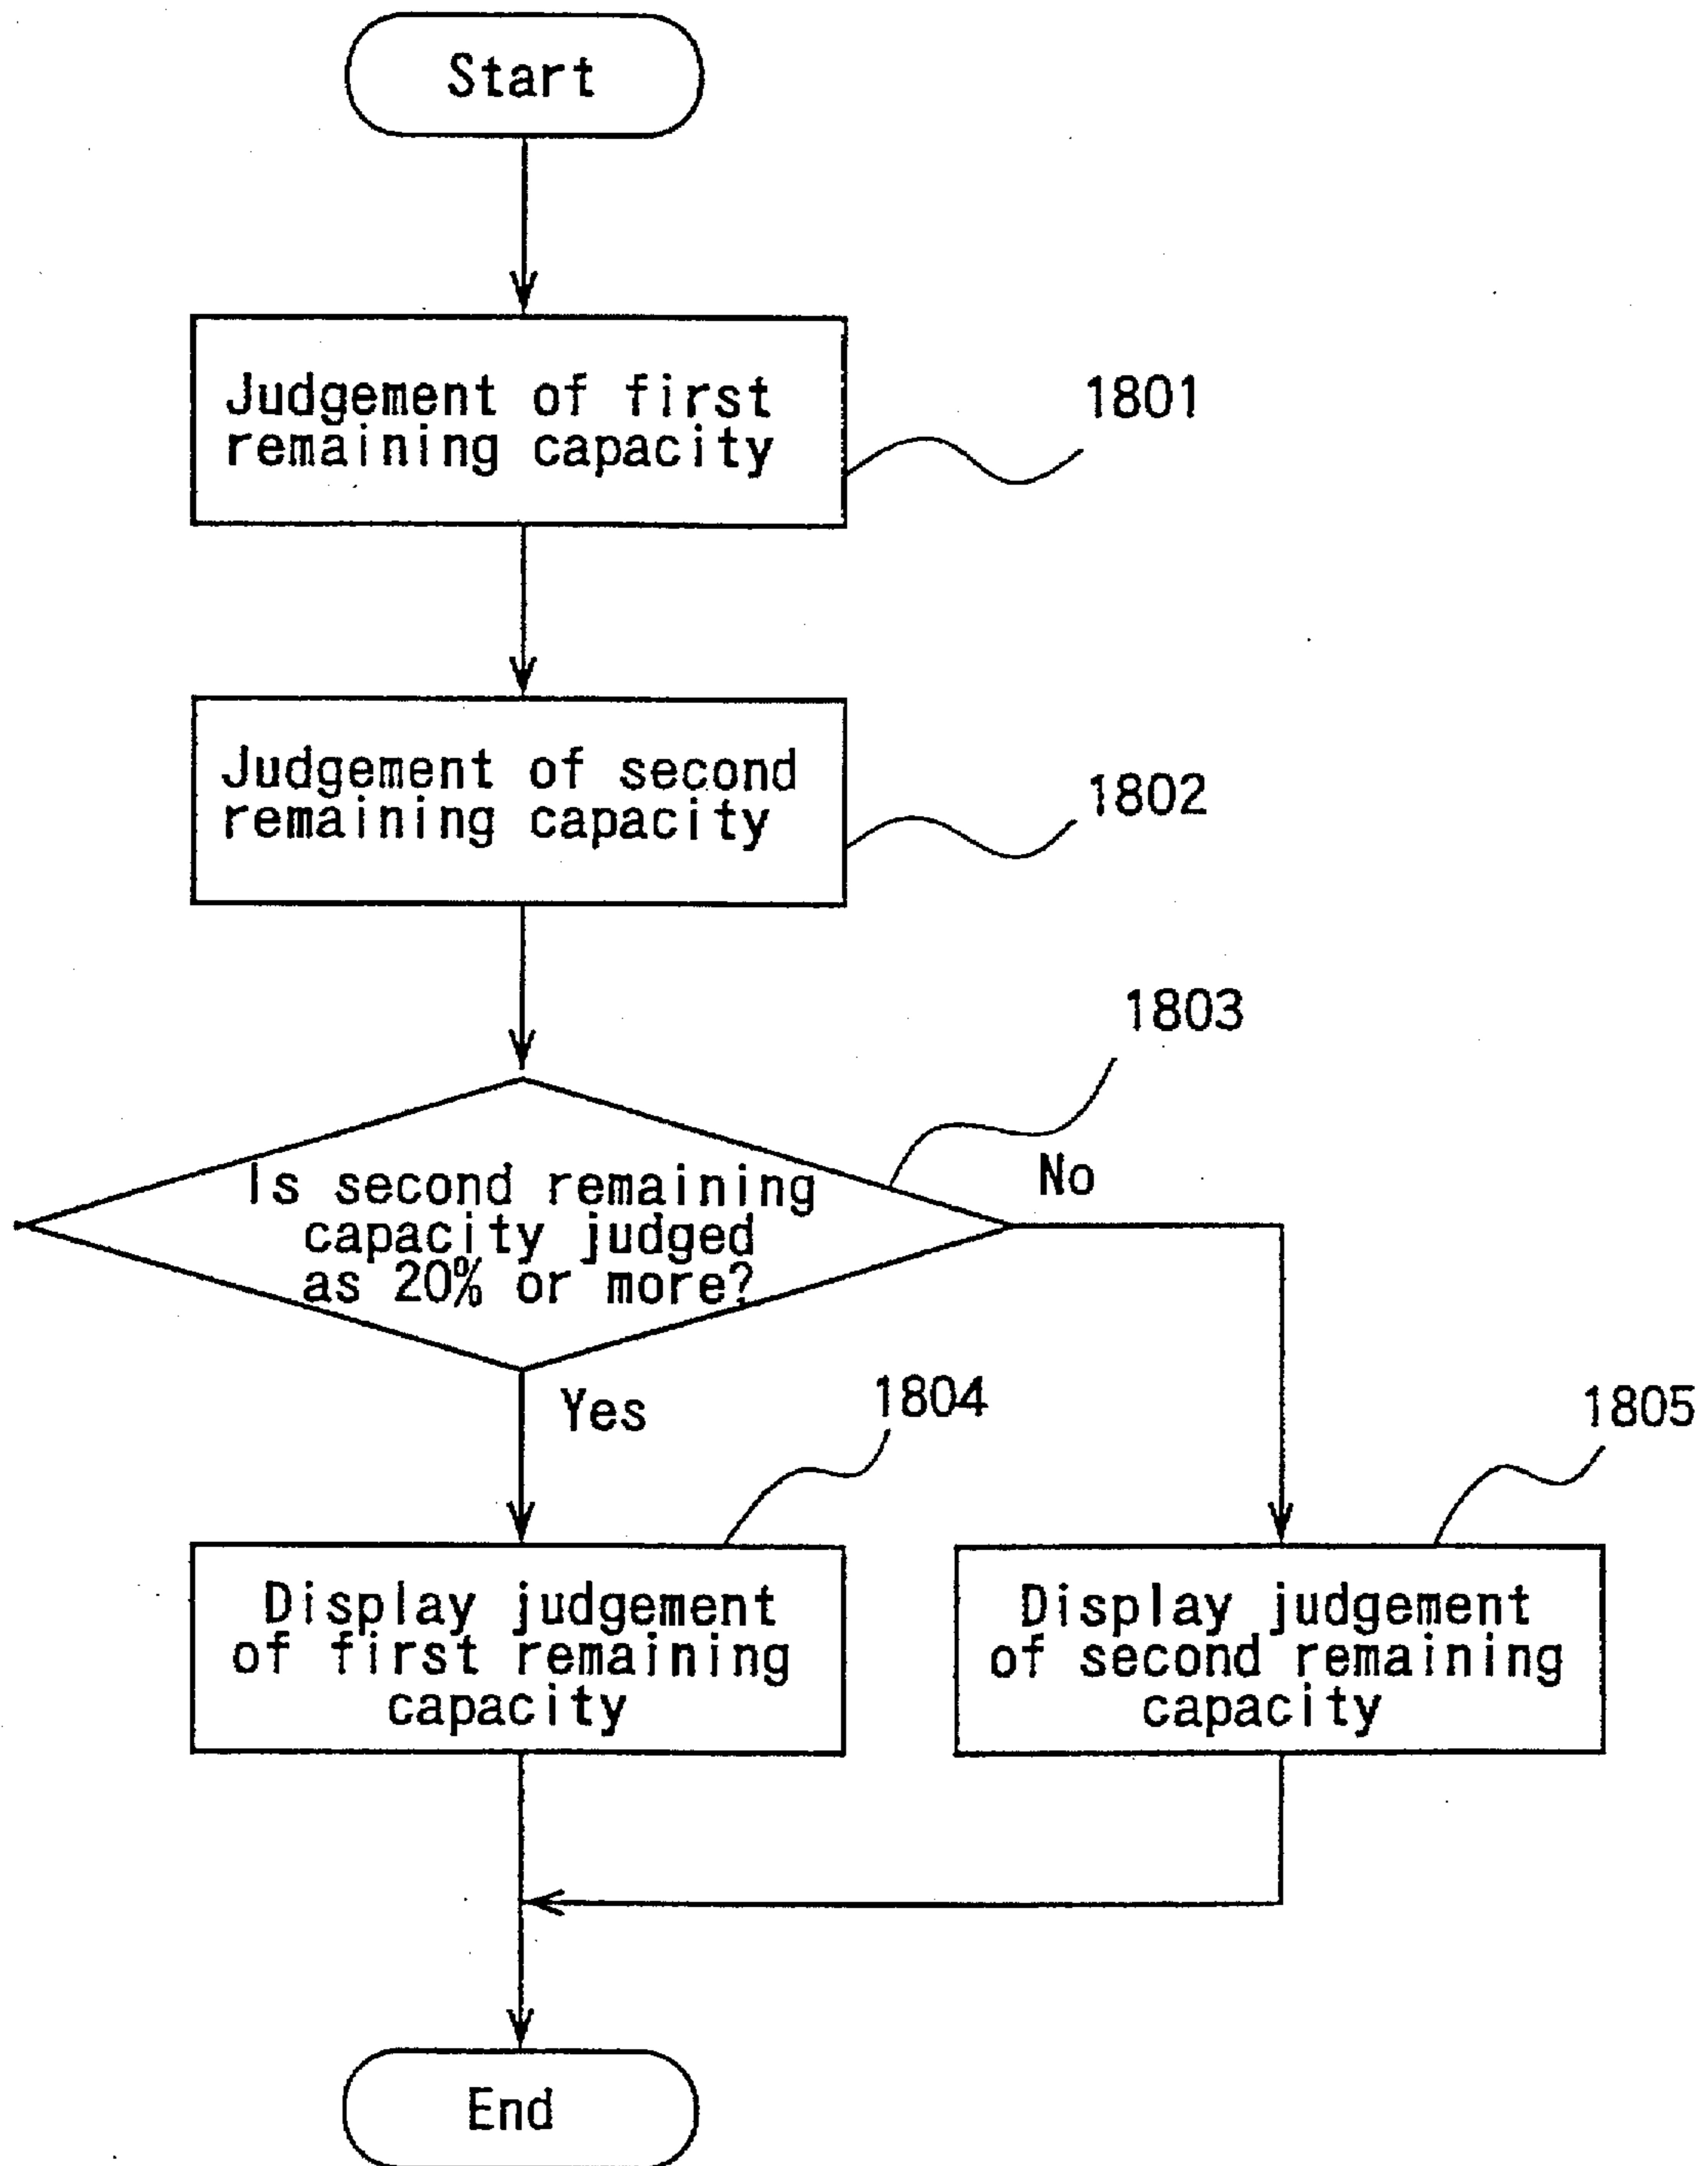 Start
Judgement of first
remaining capacity
1801
Judgement of second
remaining capacity
1802
1803
Is second remaining
capacity judged
as 20% or more?
No
Yes
1804
1805
Display judgement
of first remaining
capacity
Display judgement
of second remaining
capacity
End